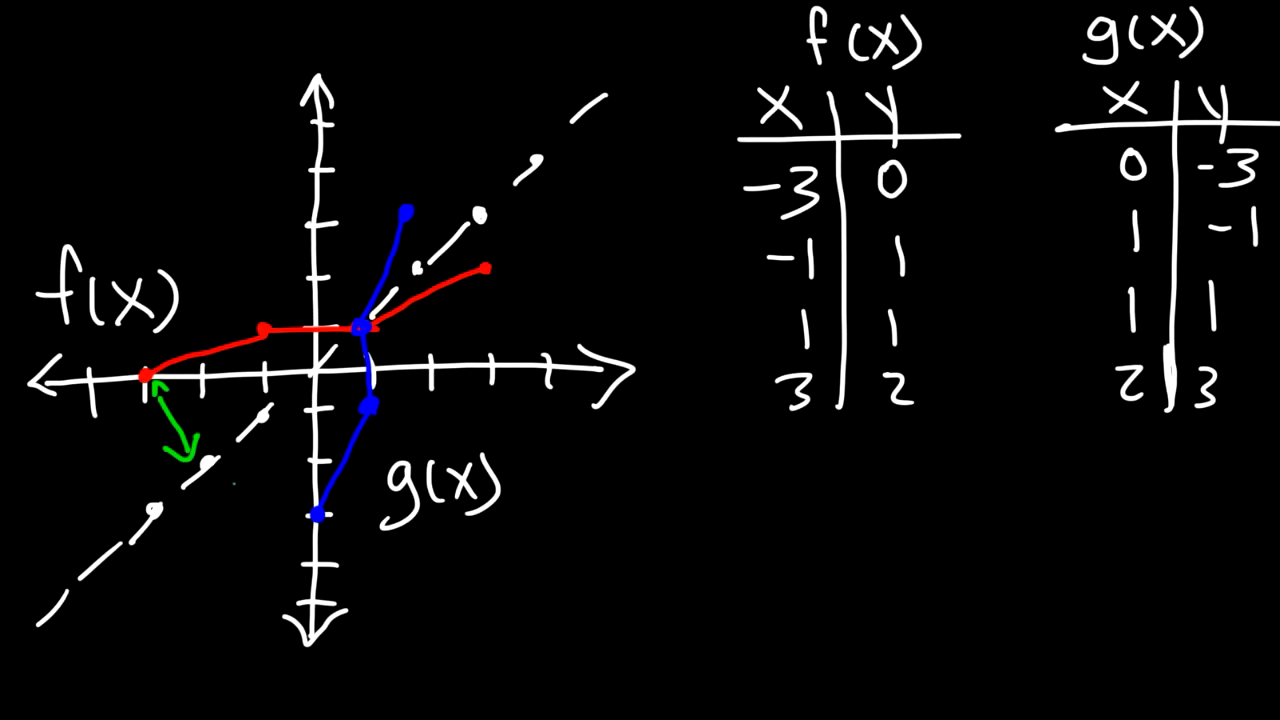 f(x)
g(x)
f(x) g(x)
x y x y
-3 0 0 -3
-1 1 1 -1
1 1 1 1
3 2 2 3